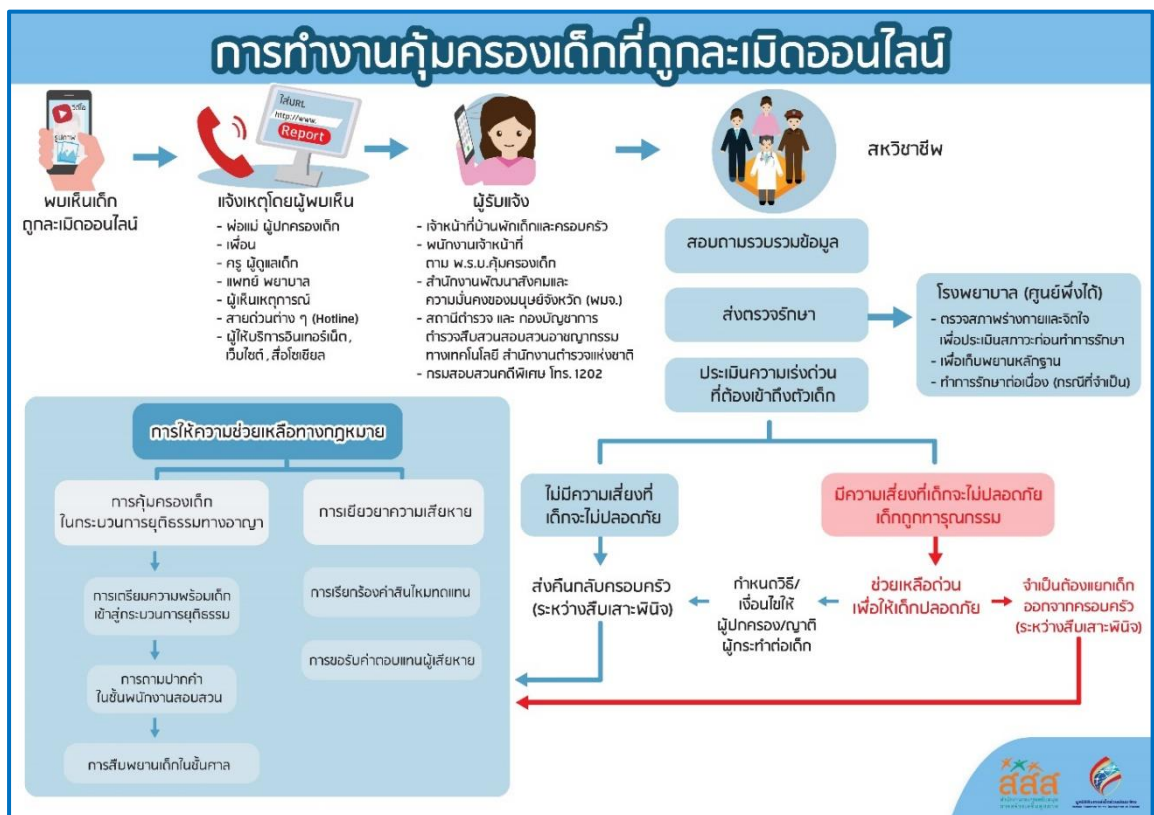 การทำงานคุ้มครองเด็กที่ถูกละเมิดออนไลน์
วิดีโอ
รูปภาพ
พบเห็นเด็ก
ถูกละเมิดออนไลน์
ใส่URL
http://www.
Report
แจ้งเหตุโดยผู้พบเห็น
- พ่อแม่ ผู้ปกครองเด็ก
- เพื่อน
- ครู ผู้ดูแลเด็ก
- แพทย์ พยาบาล
- ผู้เห็นเหตุการณ์
- สายด่วนต่าง ๆ (Hotline)
- ผู้ให้บริการอินเทอร์เน็ต,
เว็บไซต์, สื่อโซเชียล
ผู้รับแจ้ง
- เจ้าหน้าที่บ้านพักเด็กและครอบครัว
- พนักงานเจ้าหน้าที่
ตาม พ.ร.บ.คุ้มครองเด็ก
- สำนักงานพัฒนาสังคมและ
ความมั่นคงของมนุษย์จังหวัด (พมจ.)
- สถานีตำรวจ และ กองบัญชาการ
ตำรวจสืบสวนสอบสวนอาชญากรรม
ทางเทคโนโลยี สำนักงานตำรวจแห่งชาติ
- กรมสอบสวนคดีพิเศษ โทร. 1202
สหวิชาชีพ
สอบถามรวบรวมข้อมูล
ส่งตรวจรักษา
โรงพยาบาล (ศูนย์พึ่งได้)
- ตรวจสภาพร่างกายและจิตใจ
เพื่อประเมินสภาวะก่อนทำการรักษา
- เพื่อเก็บพยานหลักฐาน
- ทำการรักษาต่อเนื่อง (กรณีที่จำเป็น)
ประเมินความเร่งด่วน
ที่ต้องเข้าถึงตัวเด็ก
ไม่มีความเสี่ยงที่
เด็กจะไม่ปลอดภัย
มีความเสี่ยงที่เด็กจะไม่ปลอดภัย
เด็กถูกทารุณกรรม
ส่งคืนกลับครอบครัว
(ระหว่างสืบเสาะพินิจ)
กำหนดวิธี/
เงื่อนไขให้
ผู้ปกครอง/ญาติ
ผู้กระทำต่อเด็ก
ช่วยเหลือด่วน
เพื่อให้เด็กปลอดภัย
จำเป็นต้องแยกเด็ก
ออกจากครอบครัว
(ระหว่างสืบเสาะพินิจ)
การให้ความช่วยเหลือทางกฎหมาย
การคุ้มครองเด็ก
ในกระบวนการยุติธรรมทางอาญา
การเตรียมความพร้อมเด็ก
เข้าสู่กระบวนการยุติธรรม
การถามปากคำ
ในชั้นพนักงานสอบสวน
การสืบพยานเด็กในชั้นศาล
การเยียวยาความเสียหาย
การเรียกร้องค่าสินไหมทดแทน
การขอรับค่าตอบแทนผู้เสียหาย
สสส